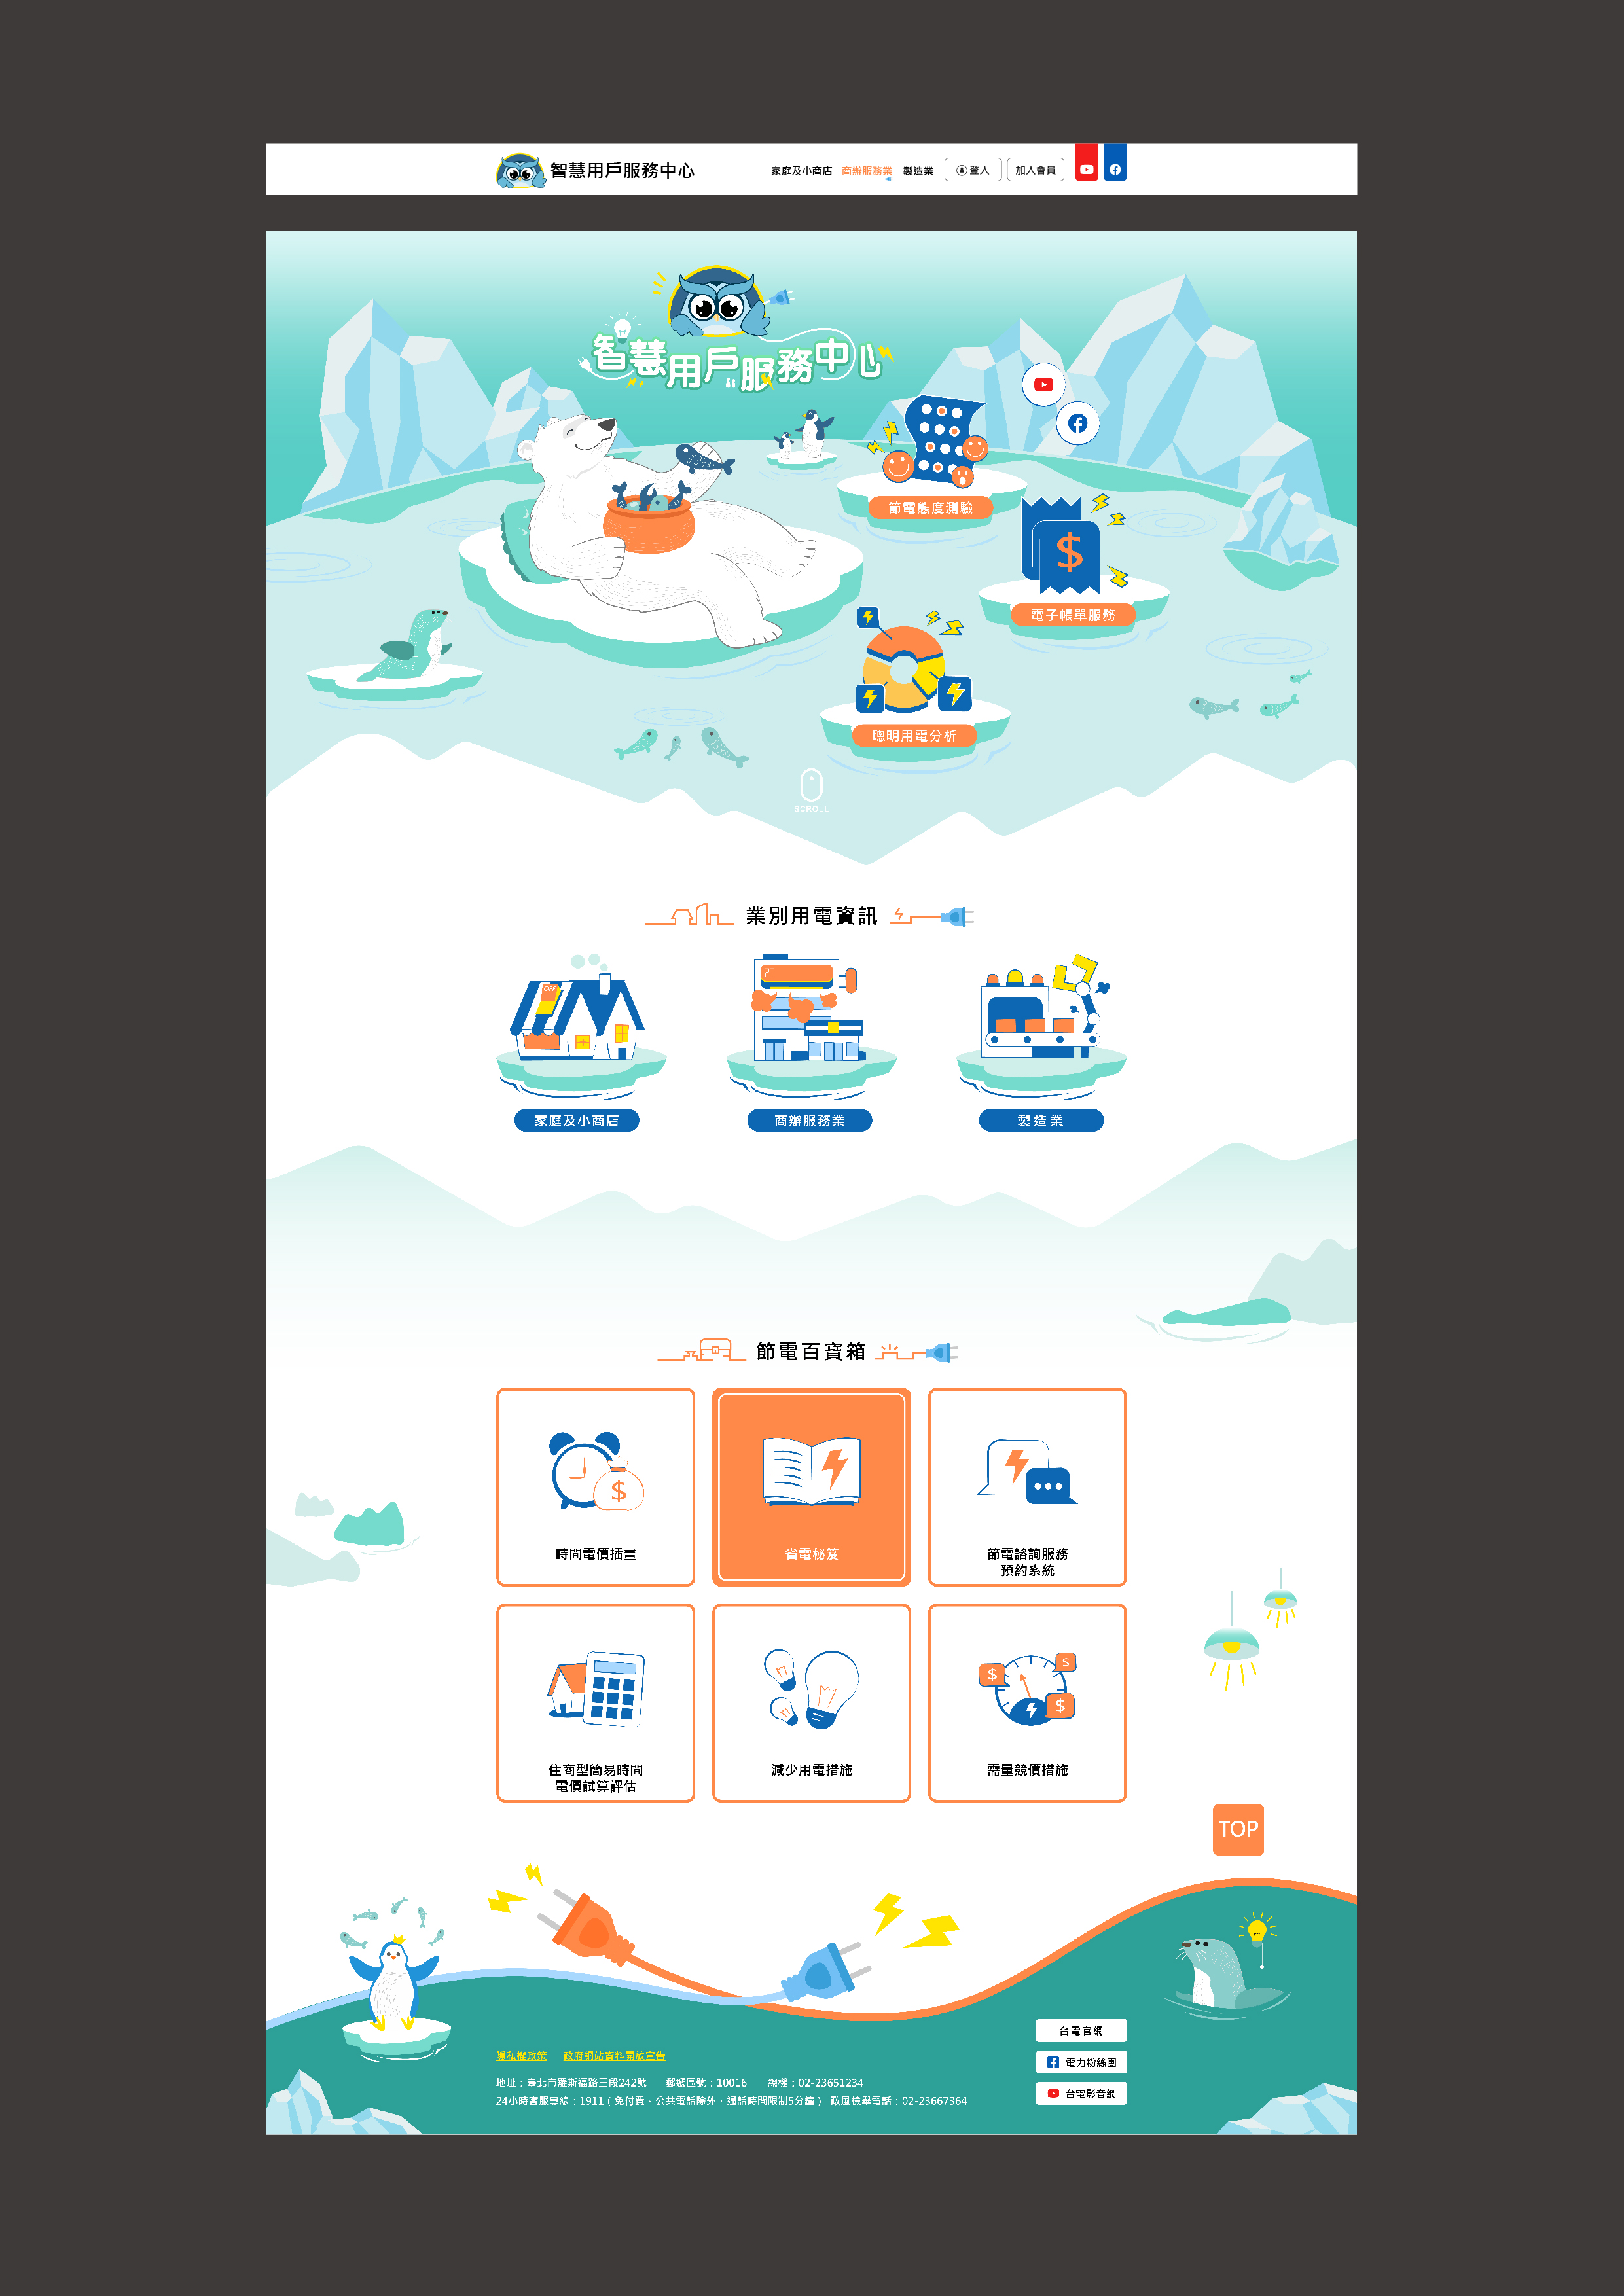 智慧用戶服務中心
家庭及小商店 商辦服務業 製造業 登入 加入會員
智慧用戶服務中心
節電態度測驗
$
電子帳單服務
聰明用電分析
SCROLL
業別用電資訊
OFF
27
家庭及小商店
商辦服務業
製造業
節電百寶箱
$
時間電價插畫
省電秘笈
節電諮詢服務
預約系統
住商型簡易時間
電價試算評估
減少用電措施
$ $ $
需量競價措施
TOP
台電官網
電力粉絲團
台電影音網
隱私權政策 政府網站資料開放宣告
地址：臺北市羅斯福路三段242號 郵遞區號：10016 總機：02-23651234
24小時客服專線：1911 ( 免付費，公共電話除外，通話時間限制5分鐘 ) 政風檢舉電話：02-23667364